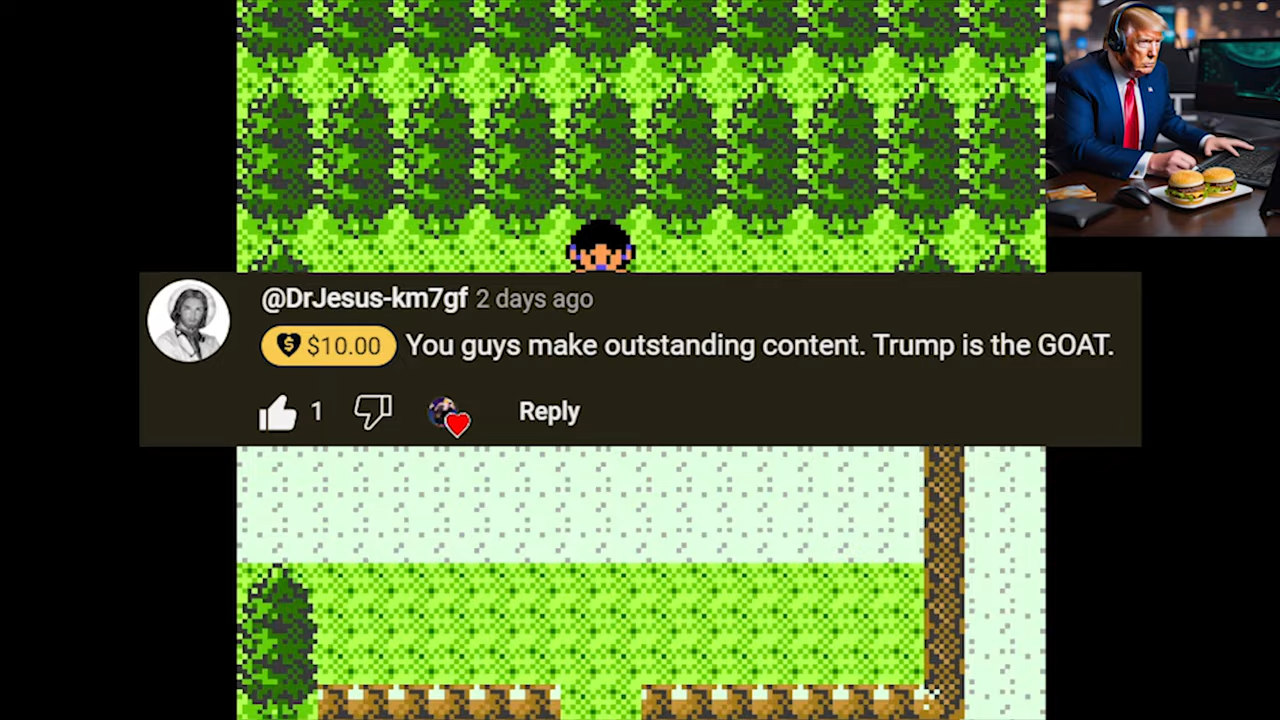 @DrJesus-km7gf 2 days ago
$10.00 You guys make outstanding content. Trump is the GOAT.
1 Reply